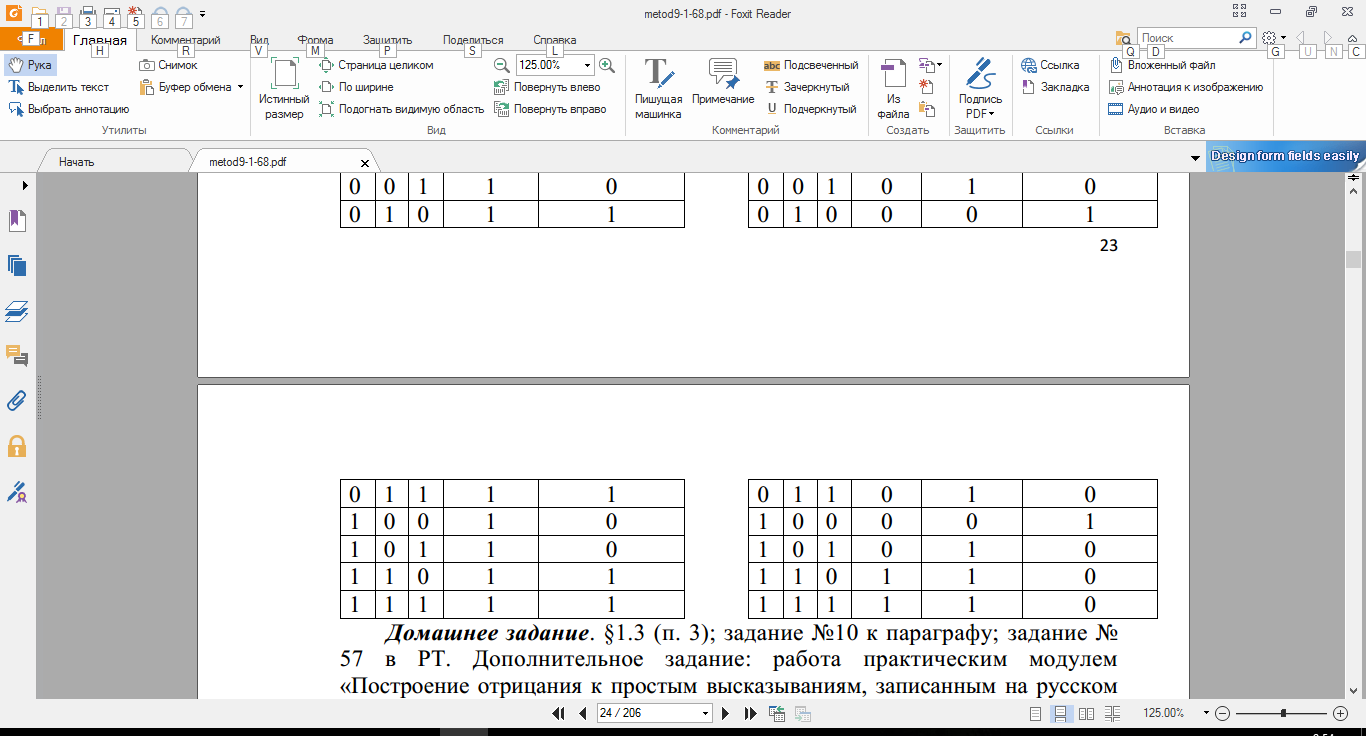 metod9-1-68.pdf - Foxit Reader
1 2 3 4 5 6 7
F Главная Комментарий Вид Форма Защитить Поделиться Справка Поиск
H R V M P S L Q D G U N C
Рука Снимок Страница целиком 125.00% Подсвеченный Ссылка Вложенный файл
Выделить текст Буфер обмена По ширине Повернуть влево Зачеркнутый Закладка Аннотация к изображению
Выбрать аннотацию Истинный размер Подогнать видимую область Повернуть вправо Пишущая машинка Примечание Подчеркнутый Из файла Подпись PDF Аудио и видео
Утилиты Вид Комментарий Создать Защитить Ссылки Вставка
Начать metod9-1-68.pdf Design form fields easily
0 0 1 1 0 0 0 1 0 1 0
0 1 0 1 1 0 1 0 0 0 1
23
0 1 1 1 1 0 1 1 0 1 0
1 0 0 1 0 1 0 0 0 0 1
1 0 1 1 0 1 0 1 0 1 0
1 1 0 1 1 1 1 0 1 1 0
1 1 1 1 1 1 1 1 1 1 0
Домашнее задание. §1.3 (п. 3); задание №10 к параграфу; задание №
57 в РТ. Дополнительное задание: работа практическим модулем
«Построение отрицания к простым высказываниям, записанным на русском
24 / 206 125.00%